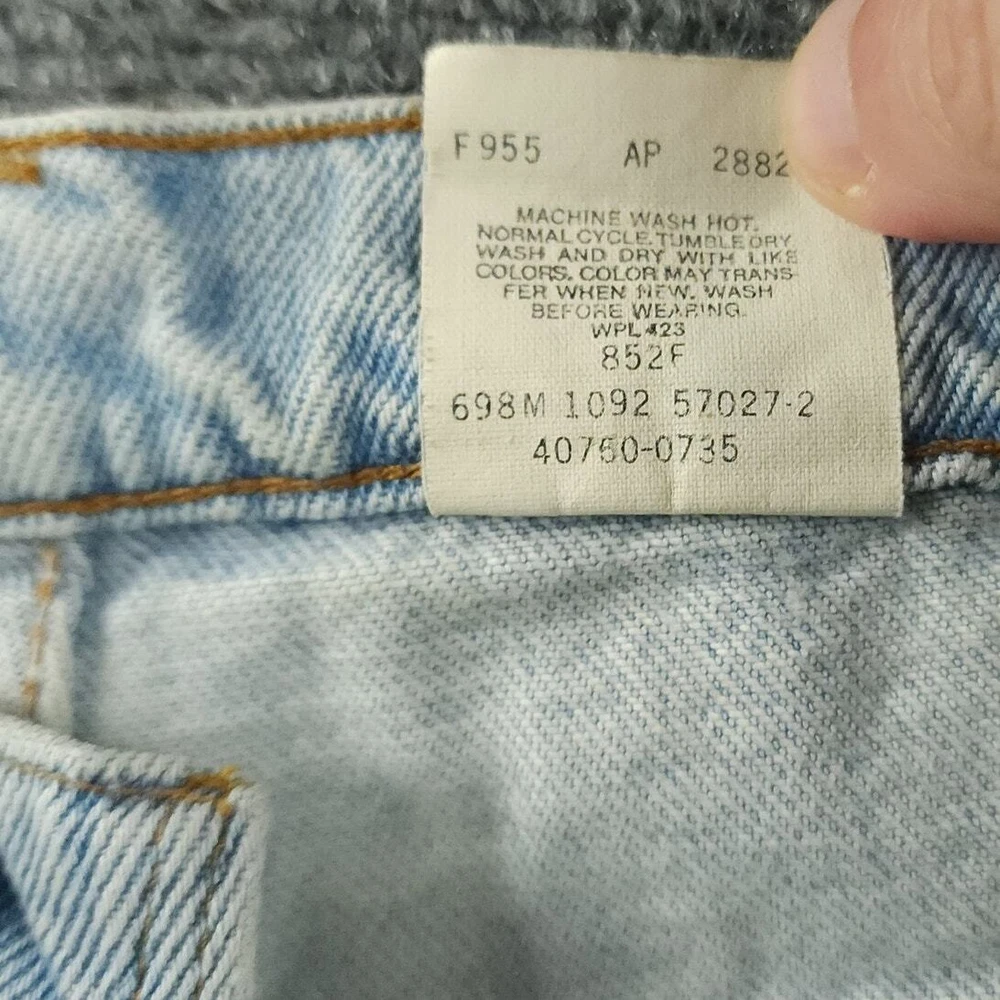 F955 AP 2882
MACHINE WASH HOT.
NORMAL CYCLE. TUMBLE DRY
WASH AND DRY WITH LIKE
COLORS. COLOR MAY TRANS-
FER WHEN NEW. WASH
BEFORE WEARING.
WPL 423
852F
698M 1092 57027-2
40760-0735